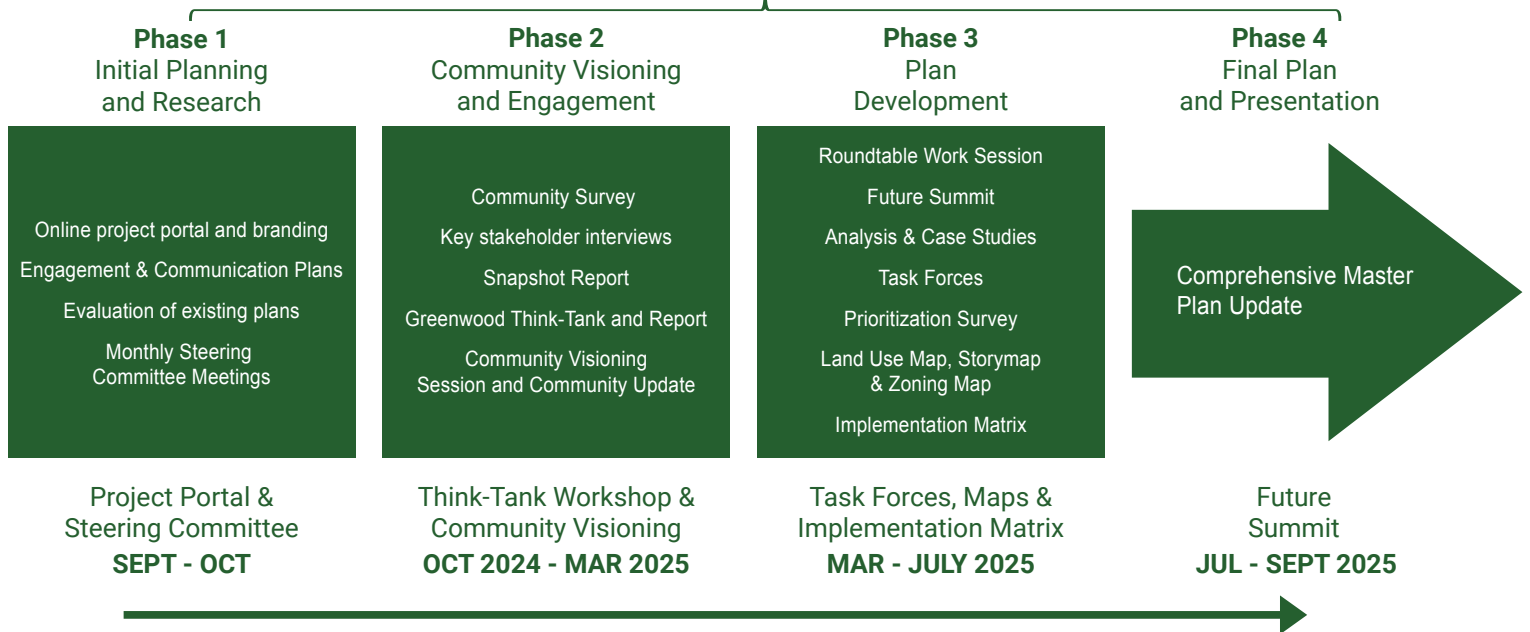 Phase 1
Initial Planning
and Research
Online project portal and branding
Engagement & Communication Plans
Evaluation of existing plans
Monthly Steering
Committee Meetings
Project Portal &
Steering Committee
SEPT - OCT
Phase 2
Community Visioning
and Engagement
Community Survey
Key stakeholder interviews
Snapshot Report
Greenwood Think-Tank and Report
Community Visioning
Session and Community Update
Think-Tank Workshop &
Community Visioning
OCT 2024 - MAR 2025
Phase 3
Plan
Development
Roundtable Work Session
Future Summit
Analysis & Case Studies
Task Forces
Prioritization Survey
Land Use Map, Storymap
& Zoning Map
Implementation Matrix
Task Forces, Maps &
Implementation Matrix
MAR - JULY 2025
Phase 4
Final Plan
and Presentation
Comprehensive Master
Plan Update
Future
Summit
JUL - SEPT 2025